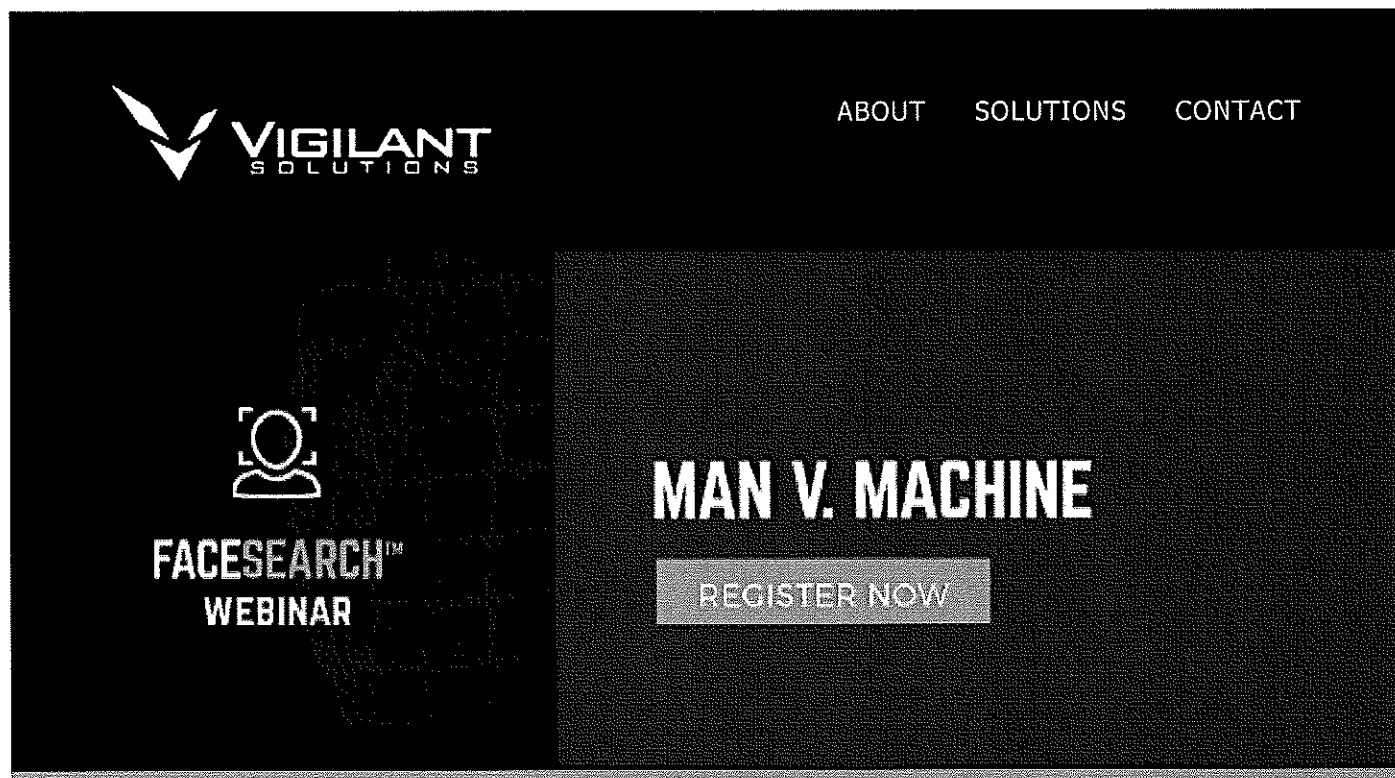 VIGILANT
SOLUTIONS
ABOUT SOLUTIONS CONTACT
FACESEARCH™
WEBINAR
MAN V. MACHINE
REGISTER NOW